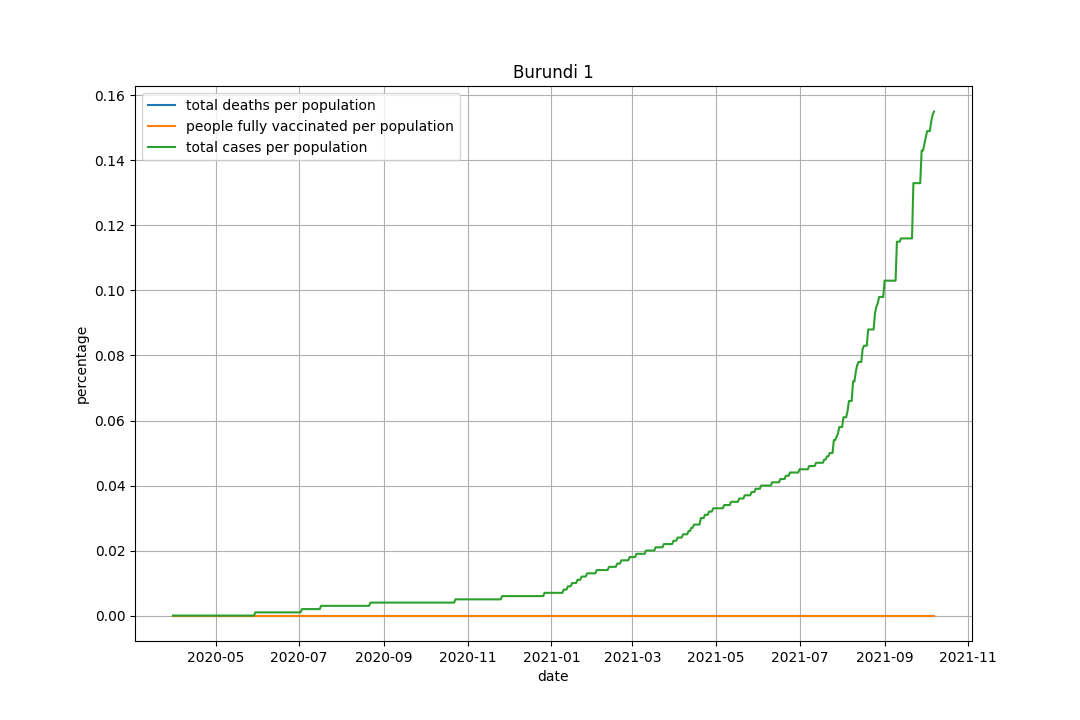 Burundi 1
total deaths per population
people fully vaccinated per population
total cases per population
percentage
0.16
0.14
0.12
0.10
0.08
0.06
0.04
0.02
0.00
2020-05 2020-07 2020-09 2020-11 2021-01 2021-03 2021-05 2021-07 2021-09 2021-11
date